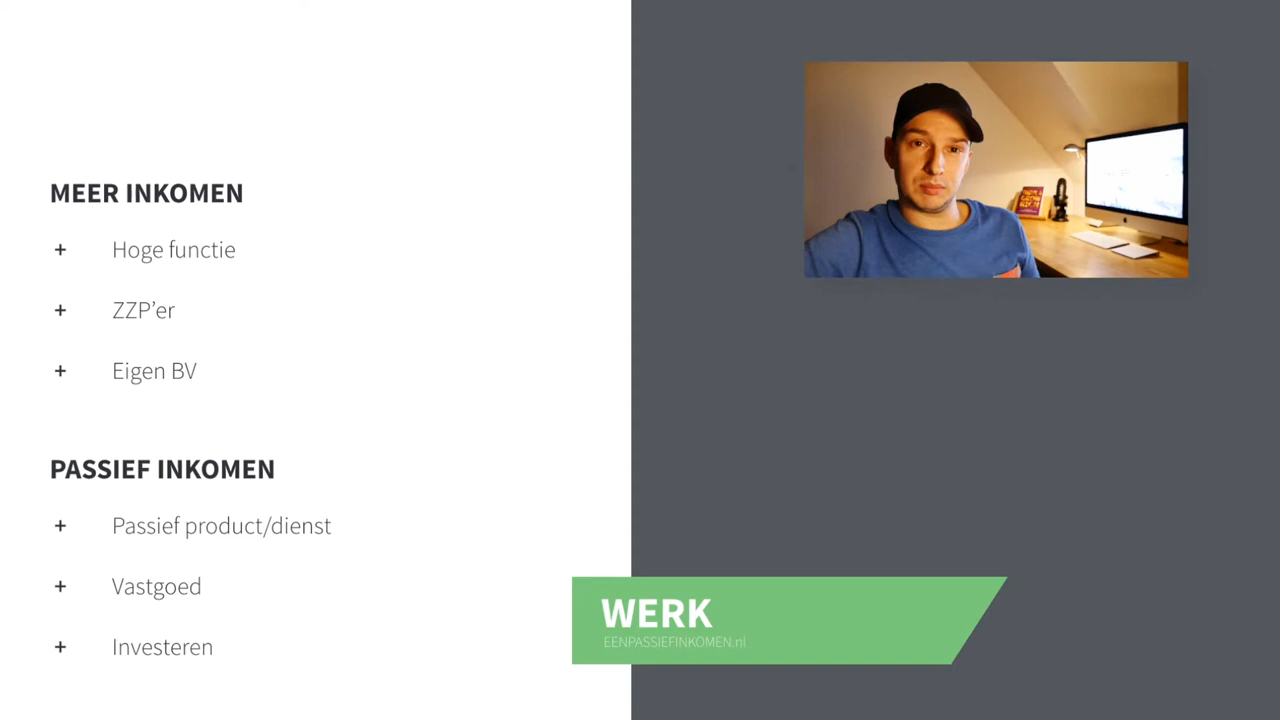 MEER INKOMEN
+ Hoge functie
+ ZZP’er
+ Eigen BV
PASSIEF INKOMEN
+ Passief product/dienst
+ Vastgoed
+ Investeren
WERK
EENPASSIEFINKOMEN.nl